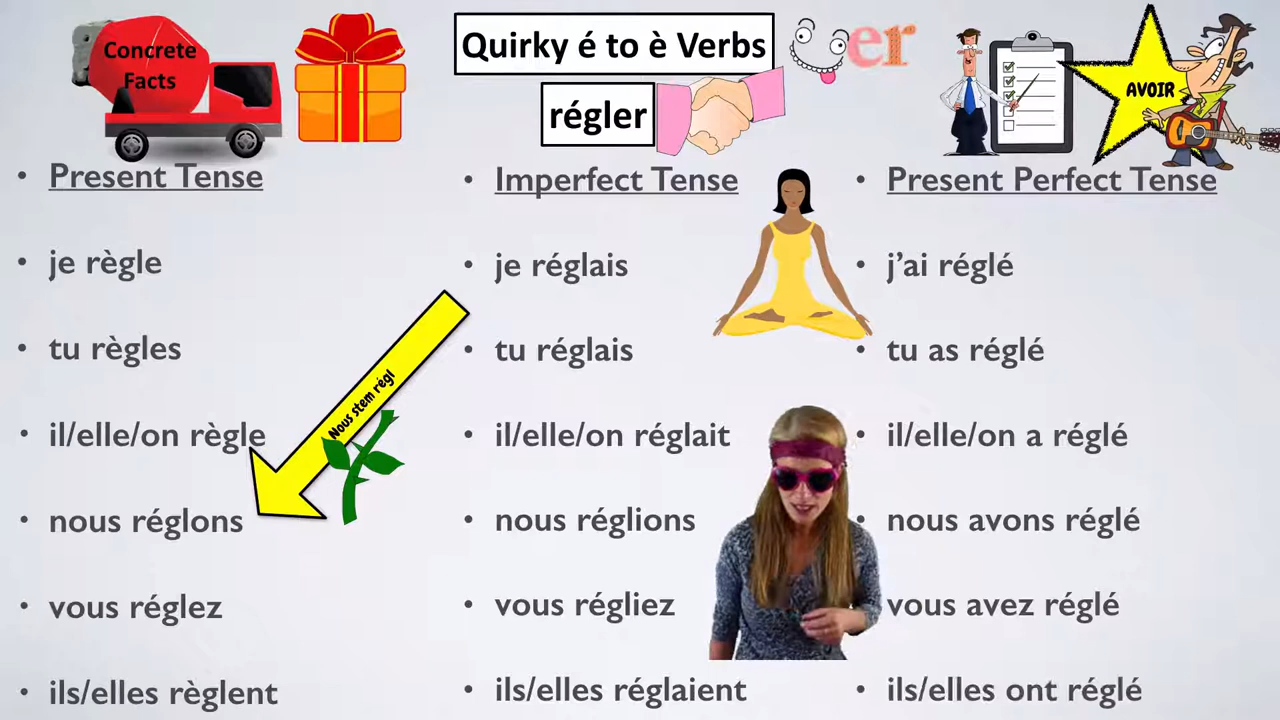 Concrete
Facts
Quirky é to è Verbs
er
régler
AVOIR
Present Tense
je règle
tu règles
il/elle/on règle
nous réglons
vous réglez
ils/elles règlent
Nous stem régl
Imperfect Tense
je réglais
tu réglais
il/elle/on réglait
nous réglions
vous régliez
ils/elles réglaient
Present Perfect Tense
j’ai réglé
tu as réglé
il/elle/on a réglé
nous avons réglé
vous avez réglé
ils/elles ont réglé